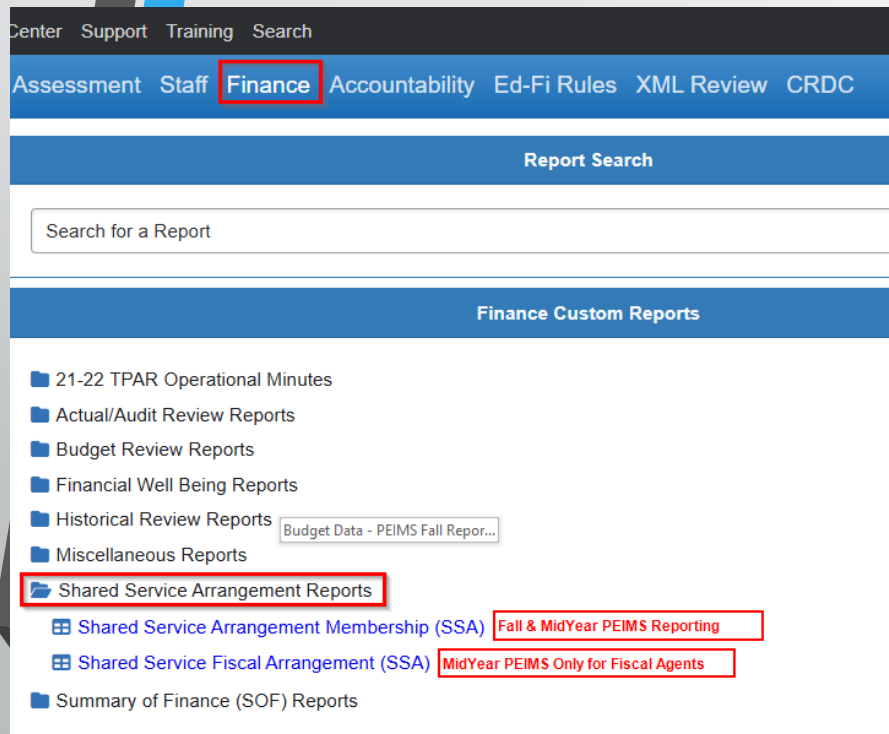 Center Support Training Search
Assessment Staff Finance Accountability Ed-Fi Rules XML Review CRDC
Report Search
Search for a Report
Finance Custom Reports
21-22 TPAR Operational Minutes
Actual/Audit Review Reports
Budget Review Reports
Financial Well Being Reports
Historical Review Reports
Budget Data - PEIMS Fall Repor...
Miscellaneous Reports
Shared Service Arrangement Reports
Shared Service Arrangement Membership (SSA) Fall & MidYear PEIMS Reporting
Shared Service Fiscal Arrangement (SSA) MidYear PEIMS Only for Fiscal Agents
Summary of Finance (SOF) Reports